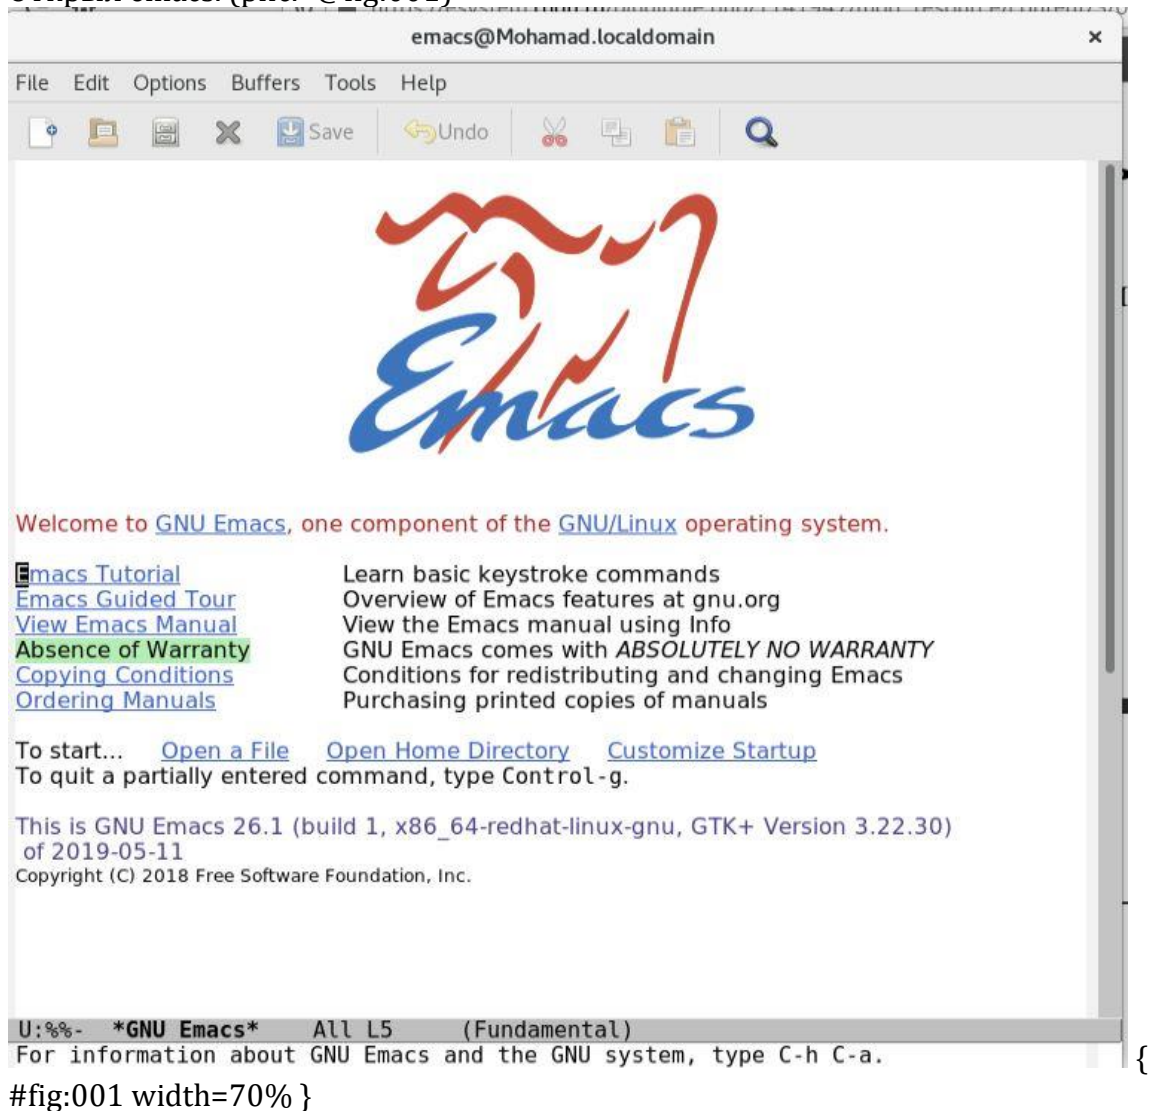 Открыл emacs. (рис. @fig:001)
emacs@Mohamad.localdomain
File Edit Options Buffers Tools Help
Save Undo
Emacs
Welcome to GNU Emacs, one component of the GNU/Linux operating system.
Emacs Tutorial Learn basic keystroke commands
Emacs Guided Tour Overview of Emacs features at gnu.org
View Emacs Manual View the Emacs manual using Info
Absence of Warranty GNU Emacs comes with ABSOLUTELY NO WARRANTY
Copying Conditions Conditions for redistributing and changing Emacs
Ordering Manuals Purchasing printed copies of manuals
To start... Open a File Open Home Directory Customize Startup
To quit a partially entered command, type Control-g.
This is GNU Emacs 26.1 (build 1, x86_64-redhat-linux-gnu, GTK+ Version 3.22.30)
of 2019-05-11
Copyright (C) 2018 Free Software Foundation, Inc.
U:%%- *GNU Emacs* All L5 (Fundamental)
For information about GNU Emacs and the GNU system, type C-h C-a.
{
#fig:001 width=70% }